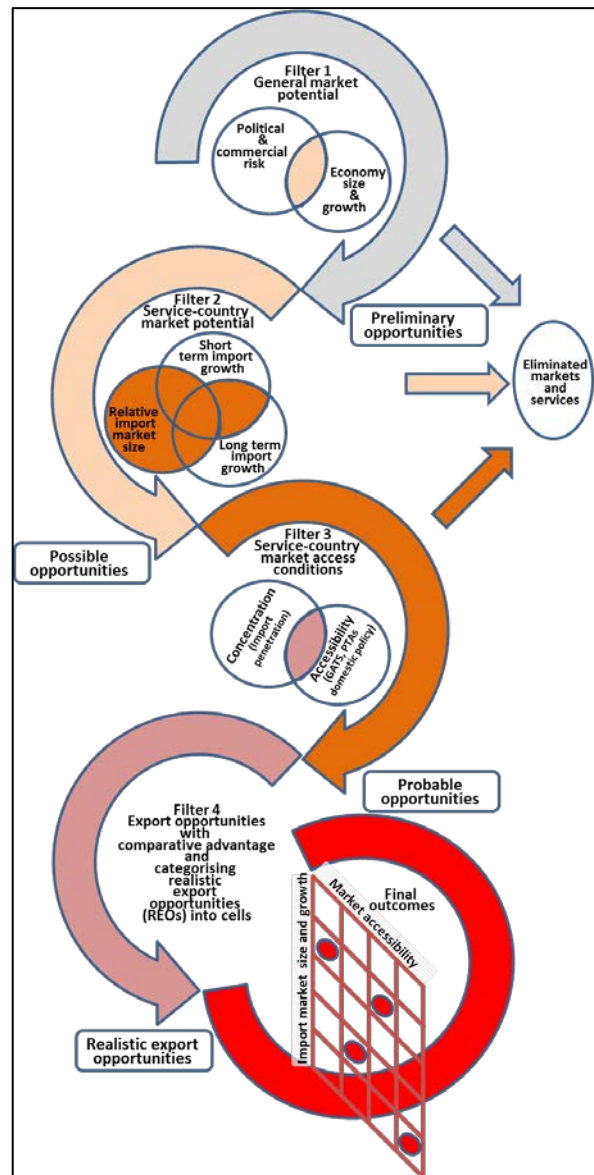 Filter 1
General market
potential
Political
&
commercial
risk
Economy
size &
growth
Preliminary
opportunities
Filter 2
Service-country
market potential
Short
term import
growth
Relative
import
market
size
Long term
import
growth
Eliminated
markets
and
services
Possible
opportunities
Filter 3
Service-country
market access
conditions
Concentration
(Import
penetration)
Accessibility
(GATS, PTAs
domestic policy)
Probable
opportunities
Filter 4
Export opportunities
with
comparative advantage
and
categorising
realistic
export
opportunities
(REOs) into cells
Final
outcomes
Market accessibility
Import market size and growth
Realistic export
opportunities